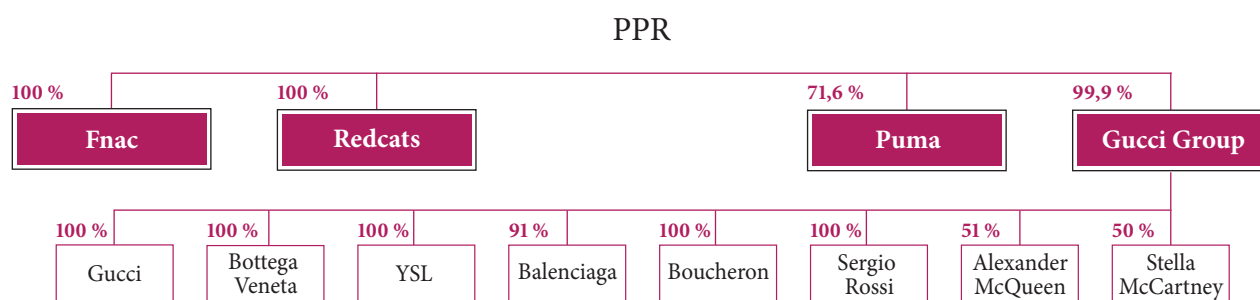 PPR
100 % 100 % 71,6 % 99,9 %
Fnac Redcats Puma Gucci Group
100 % 100 % 100 % 91 % 100 % 100 % 51 % 50 %
Gucci
Bottega
Veneta
YSL
Balenciaga
Boucheron
Sergio
Rossi
Alexander
McQueen
Stella
McCartney